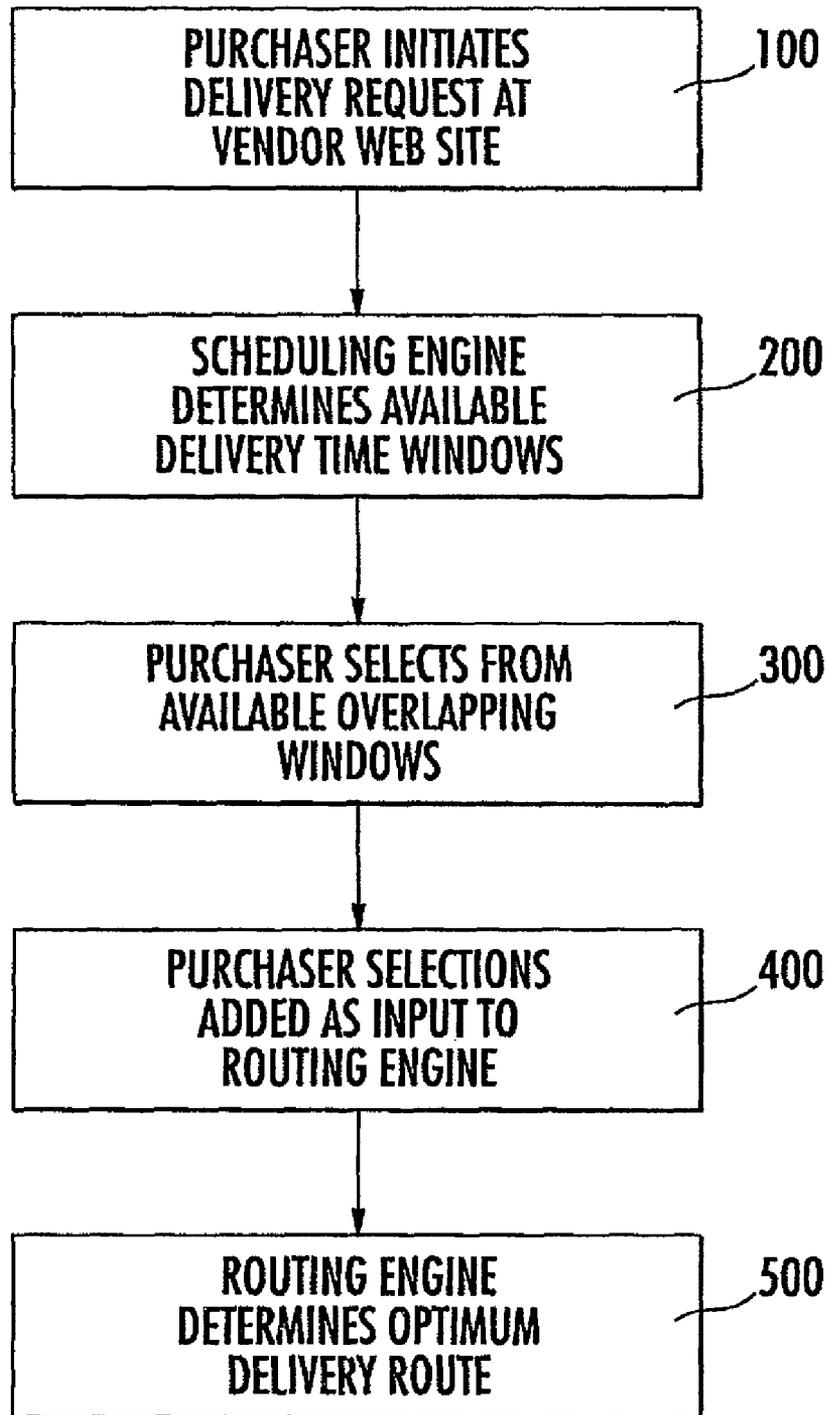 PURCHASER INITIATES
DELIVERY REQUEST AT
VENDOR WEB SITE
100
SCHEDULING ENGINE
DETERMINES AVAILABLE
DELIVERY TIME WINDOWS
200
PURCHASER SELECTS FROM
AVAILABLE OVERLAPPING
WINDOWS
300
PURCHASER SELECTIONS
ADDED AS INPUT TO
ROUTING ENGINE
400
ROUTING ENGINE
DETERMINES OPTIMUM
DELIVERY ROUTE
500